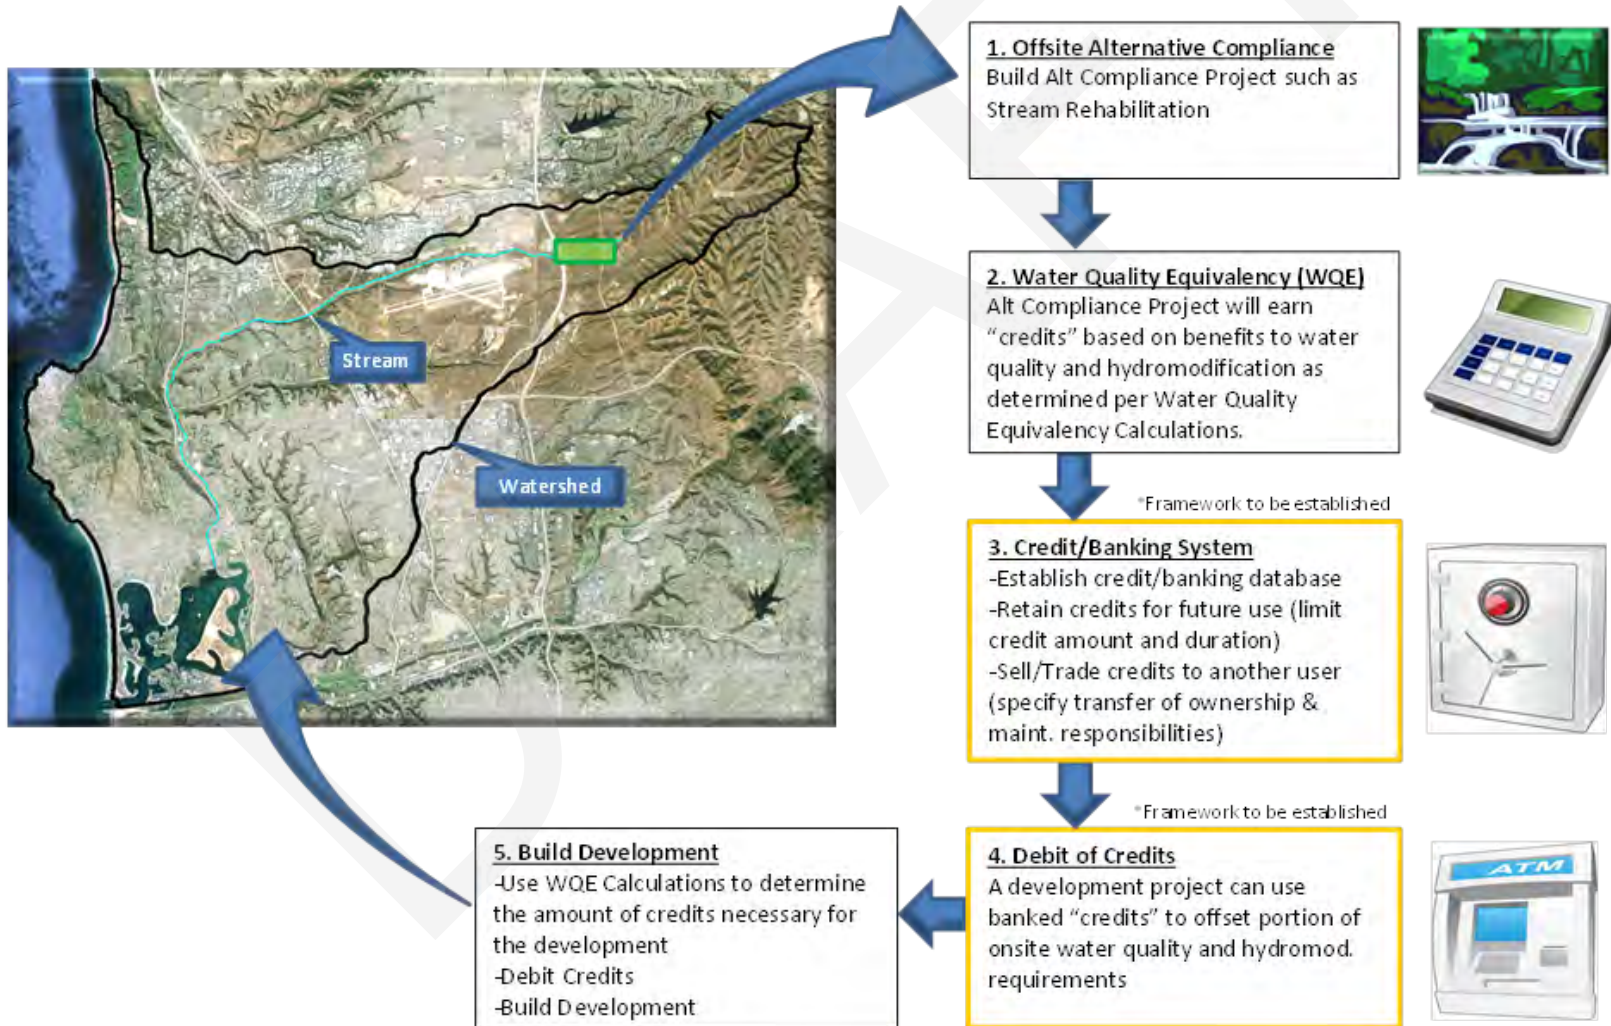 1. Offsite Alternative Compliance
Build Alt Compliance Project such as
Stream Rehabilitation
2. Water Quality Equivalency (WQE)
Alt Compliance Project will earn
“credits” based on benefits to water
quality and hydromodification as
determined per Water Quality
Equivalency Calculations.
Stream
Watershed
*Framework to be established
3. Credit/Banking System
-Establish credit/banking database
-Retain credits for future use (limit
credit amount and duration)
-Sell/Trade credits to another user
(specify transfer of ownership &
maint. responsibilities)
*Framework to be established
4. Debit of Credits
A development project can use
banked “credits” to offset portion of
onsite water quality and hydromod.
requirements
ATM
5. Build Development
-Use WQE Calculations to determine
the amount of credits necessary for
the development
-Debit Credits
-Build Development
DRAFT